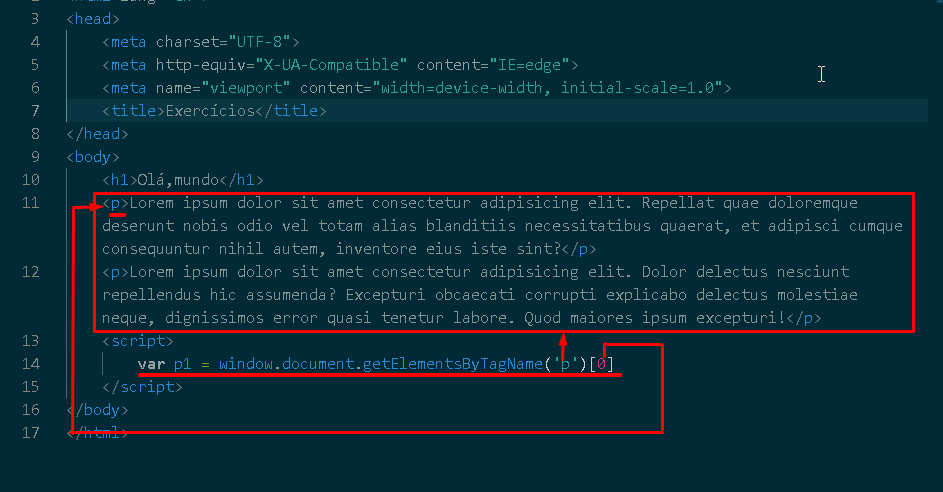 2 <html lang="en">
3 <head>
4 <meta charset="UTF-8">
5 <meta http-equiv="X-UA-Compatible" content="IE=edge">
6 <meta name="viewport" content="width=device-width, initial-scale=1.0">
7 <title>Exercícios</title>
8 </head>
9 <body>
10 <h1>Olá,mundo</h1>
11 <p>Lorem ipsum dolor sit amet consectetur adipisicing elit. Repellat quae doloremque
deserunt nobis odio vel totam alias blanditiis necessitatibus quaerat, et adipisci cumque
consequuntur nihil autem, inventore eius iste sint?</p>
12 <p>Lorem ipsum dolor sit amet consectetur adipisicing elit. Dolor delectus nesciunt
repellendus hic assumenda? Excepturi obcaecati corrupti explicabo delectus molestiae
neque, dignissimos error quasi tenetur labore. Quod maiores ipsum excepturi!</p>
13 <script>
14 var p1 = window.document.getElementsByTagName('p')[0]
15 </script>
16 </body>
17 </html>